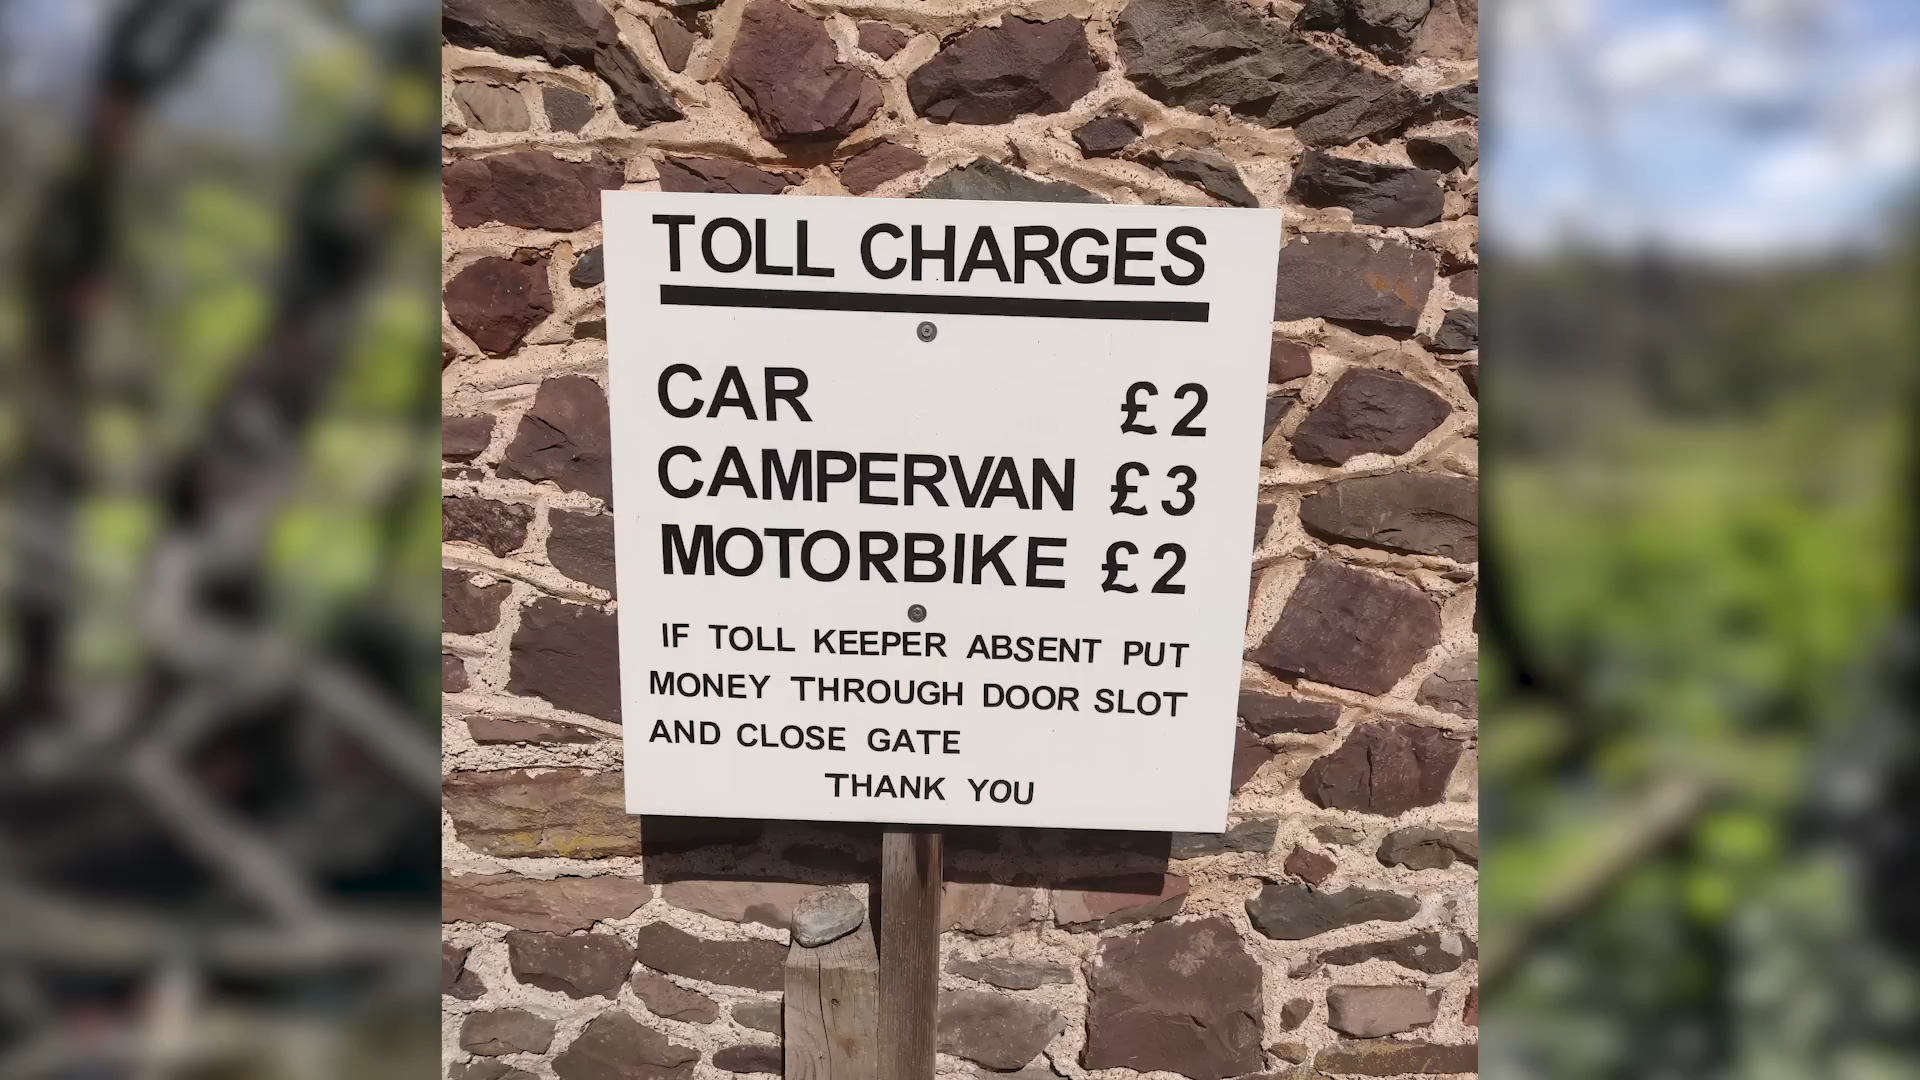 TOLL CHARGES
CAR £2
CAMPERVAN £3
MOTORBIKE £2
IF TOLL KEEPER ABSENT PUT
MONEY THROUGH DOOR SLOT
AND CLOSE GATE
THANK YOU